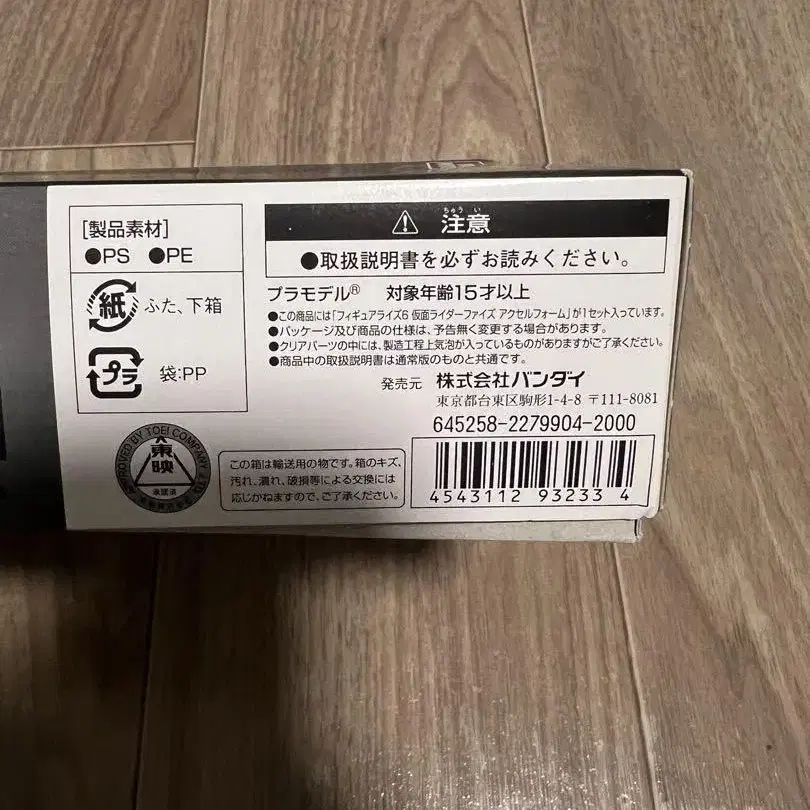 [製品素材]
●PS ●PE
紙 ふた、下箱
プラ 袋:PP
APPROVED BY TOEI COMPANY, LTD.
東映
承認済
ちゅう い
注意
●取扱説明書を必ずお読みください。
プラモデル® 対象年齢15才以上
●この商品には「フィギュアライズ6 仮面ライダーファイズ アクセルフォーム」が1セット入っています。
●パッケージ及び商品の仕様は、予告無く変更する場合があります。
●クリアパーツの中には、製造工程上気泡が入っているものがありますがご了承ください。
●商品中の取扱説明書は通常版のものと共通です。
発売元 株式会社バンダイ
東京都台東区駒形1-4-8 〒111-8081
645258-2279904-2000
この箱は輸送用の物です。箱のキズ、
汚れ、潰れ、破損等による交換には
応じかねますので、ご了承ください。
4543112 93233 4